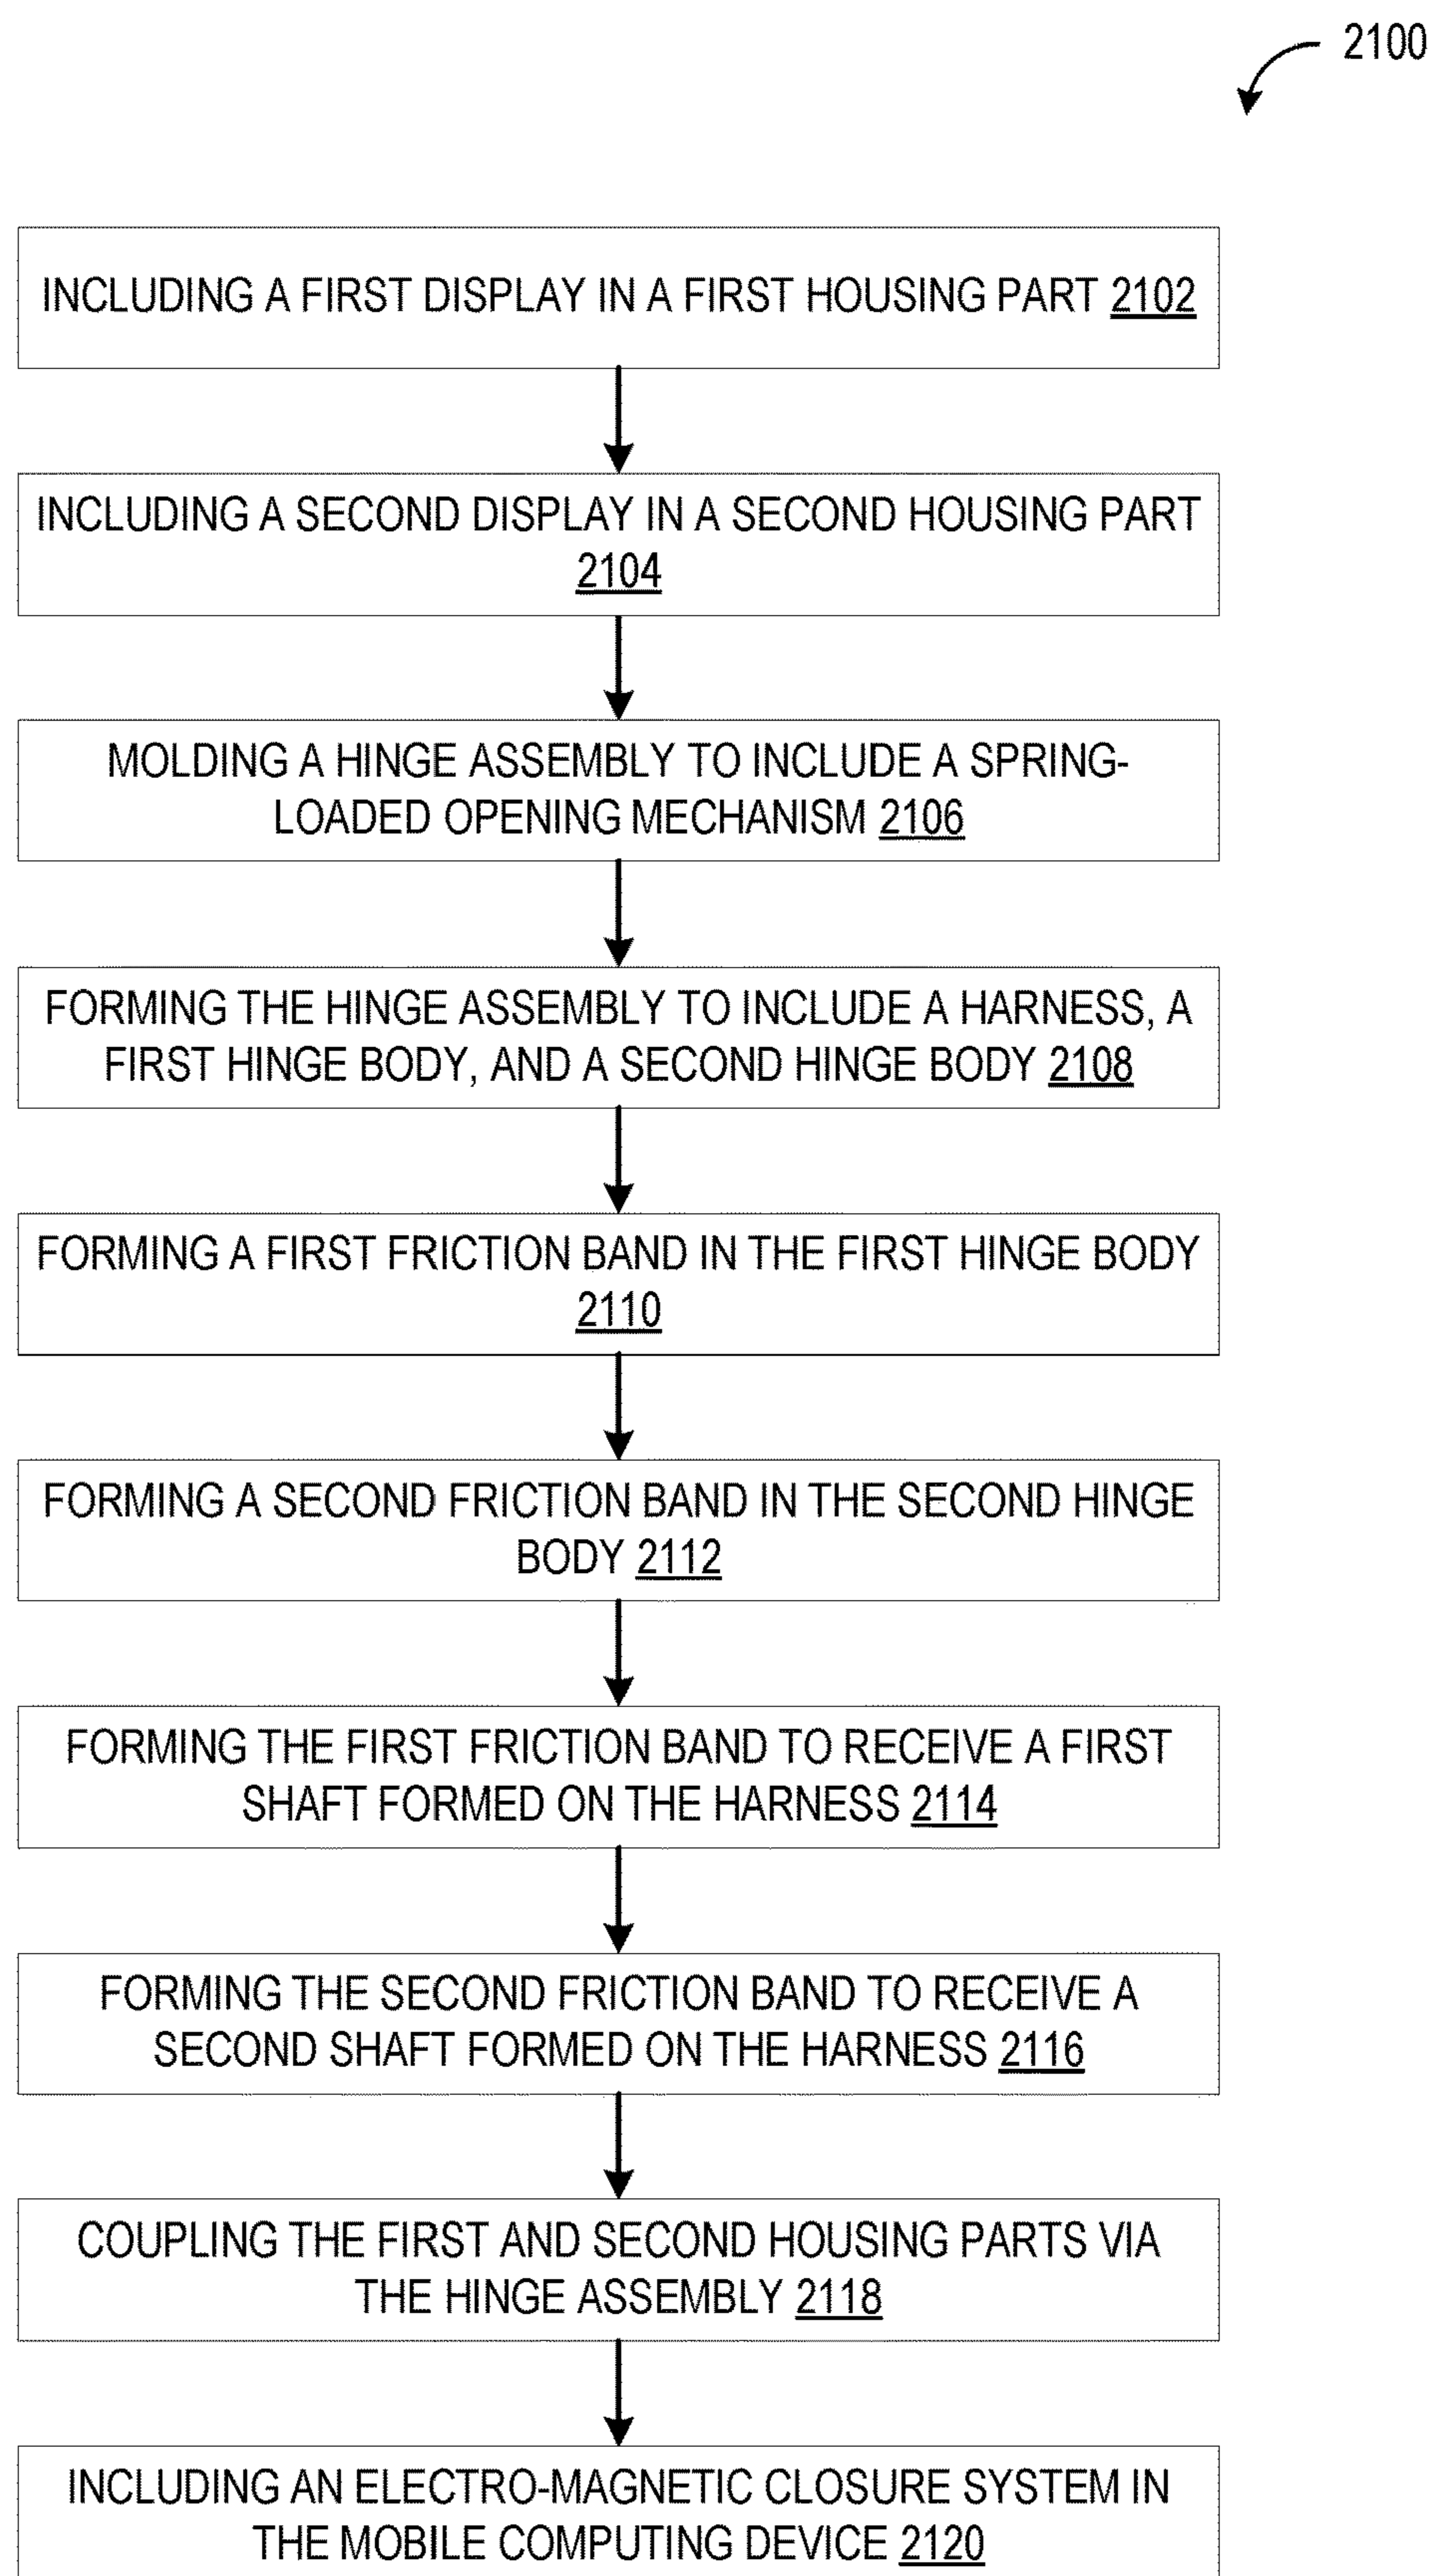 2100
INCLUDING A FIRST DISPLAY IN A FIRST HOUSING PART 2102
INCLUDING A SECOND DISPLAY IN A SECOND HOUSING PART
2104
MOLDING A HINGE ASSEMBLY TO INCLUDE A SPRING-
LOADED OPENING MECHANISM 2106
FORMING THE HINGE ASSEMBLY TO INCLUDE A HARNESS, A
FIRST HINGE BODY, AND A SECOND HINGE BODY 2108
FORMING A FIRST FRICTION BAND IN THE FIRST HINGE BODY
2110
FORMING A SECOND FRICTION BAND IN THE SECOND HINGE
BODY 2112
FORMING THE FIRST FRICTION BAND TO RECEIVE A FIRST
SHAFT FORMED ON THE HARNESS 2114
FORMING THE SECOND FRICTION BAND TO RECEIVE A
SECOND SHAFT FORMED ON THE HARNESS 2116
COUPLING THE FIRST AND SECOND HOUSING PARTS VIA
THE HINGE ASSEMBLY 2118
INCLUDING AN ELECTRO-MAGNETIC CLOSURE SYSTEM IN
THE MOBILE COMPUTING DEVICE 2120